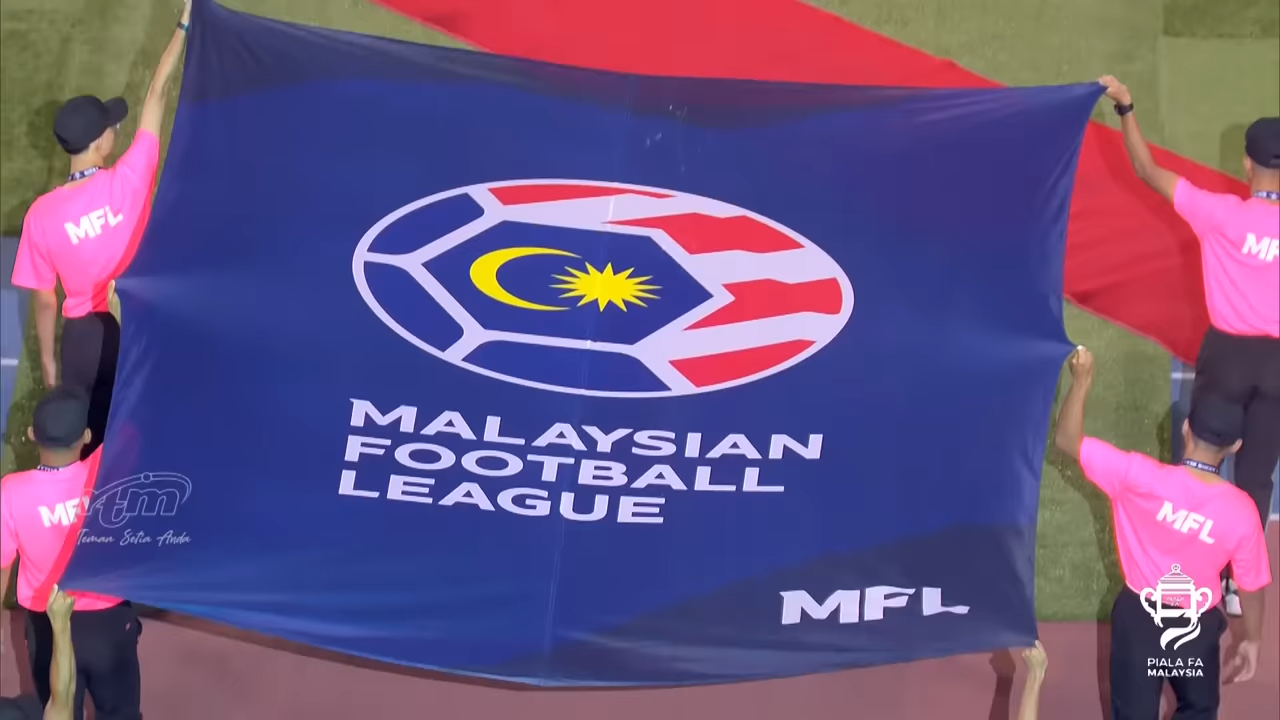 MFL
MALAYSIAN
FOOTBALL
LEAGUE
MFL
MFL
MFL
rtm
Teman Setia Anda
MFL
PIALA FA
MALAYSIA